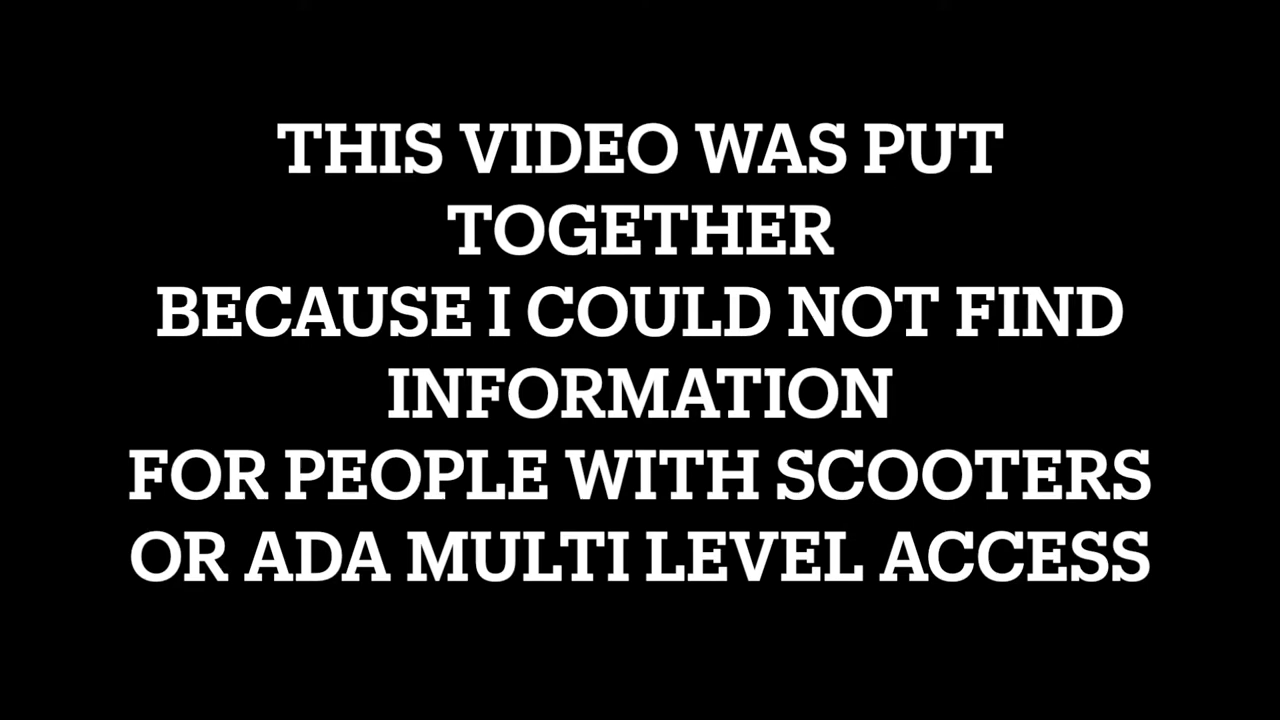 THIS VIDEO WAS PUT
TOGETHER
BECAUSE I COULD NOT FIND
INFORMATION
FOR PEOPLE WITH SCOOTERS
OR ADA MULTI LEVEL ACCESS